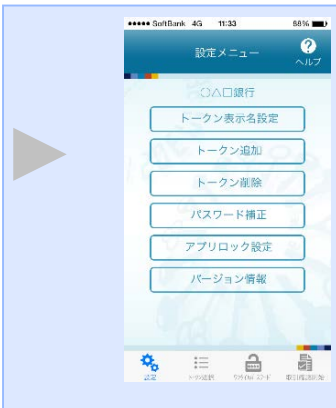 SoftBank 4G 11:33 88%
設定メニュー
ヘルプ
○△□銀行
トークン表示名設定
トークン追加
トークン削除
パスワード補正
アプリロック設定
バージョン情報
設定